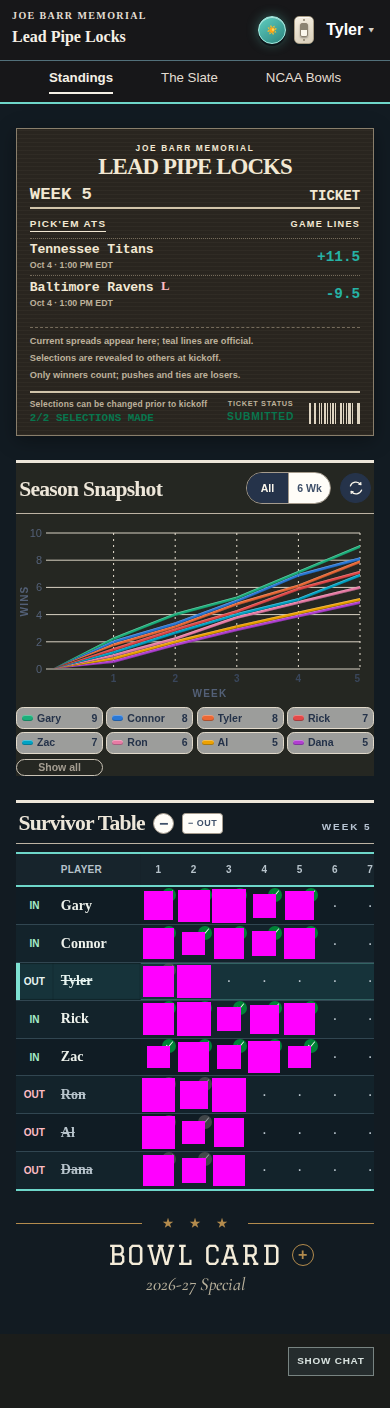 JOE BARR MEMORIAL
Lead Pipe Locks
Tyler
Standings The Slate NCAA Bowls
JOE BARR MEMORIAL
LEAD PIPE LOCKS
WEEK 5 TICKET
PICK'EM ATS GAME LINES
Tennessee Titans +11.5
Oct 4 · 1:00 PM EDT
Baltimore Ravens L -9.5
Oct 4 · 1:00 PM EDT
Current spreads appear here; teal lines are official.
Selections are revealed to others at kickoff.
Only winners count; pushes and ties are losers.
Selections can be changed prior to kickoff TICKET STATUS
2/2 SELECTIONS MADE SUBMITTED
Season Snapshot All 6 Wk
10
8
6
4
2
0
WINS
1 2 3 4 5
WEEK
Gary 9 Connor 8 Tyler 8 Rick 7
Zac 7 Ron 6 Al 5 Dana 5
Show all
Survivor Table − − OUT WEEK 5
PLAYER 1 2 3 4 5 6 7
IN Gary · ·
IN Connor · ·
OUT Tyler · · · · ·
IN Rick · ·
IN Zac · ·
OUT Ron · · · ·
OUT Al · · · ·
OUT Dana · · · ·
★ ★ ★
BOWL CARD +
2026-27 Special
SHOW CHAT